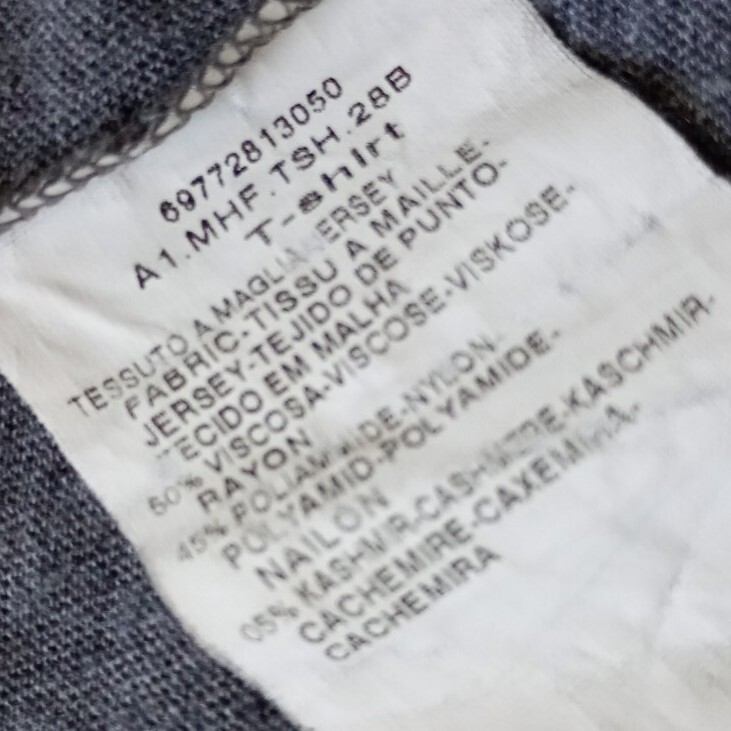 69772813050
A1.MHF.TSH.28B
T-shirt
TESSUTO A MAGLIA JERSEY
FABRIC-TISSU A MAILLE-
JERSEY-TEJIDO DE PUNTO-
TECIDO EM MALHA
50% VISCOSA-VISCOSE-VISKOSE-
RAYON
45% POLIAMMIDE-NYLON-
POLYAMID-POLYAMIDE-
NAILON
05% KASHMIR-CASHMERE-KASCHMIR-
CACHEMIRE-CAXEMIRA-
CACHEMIRA